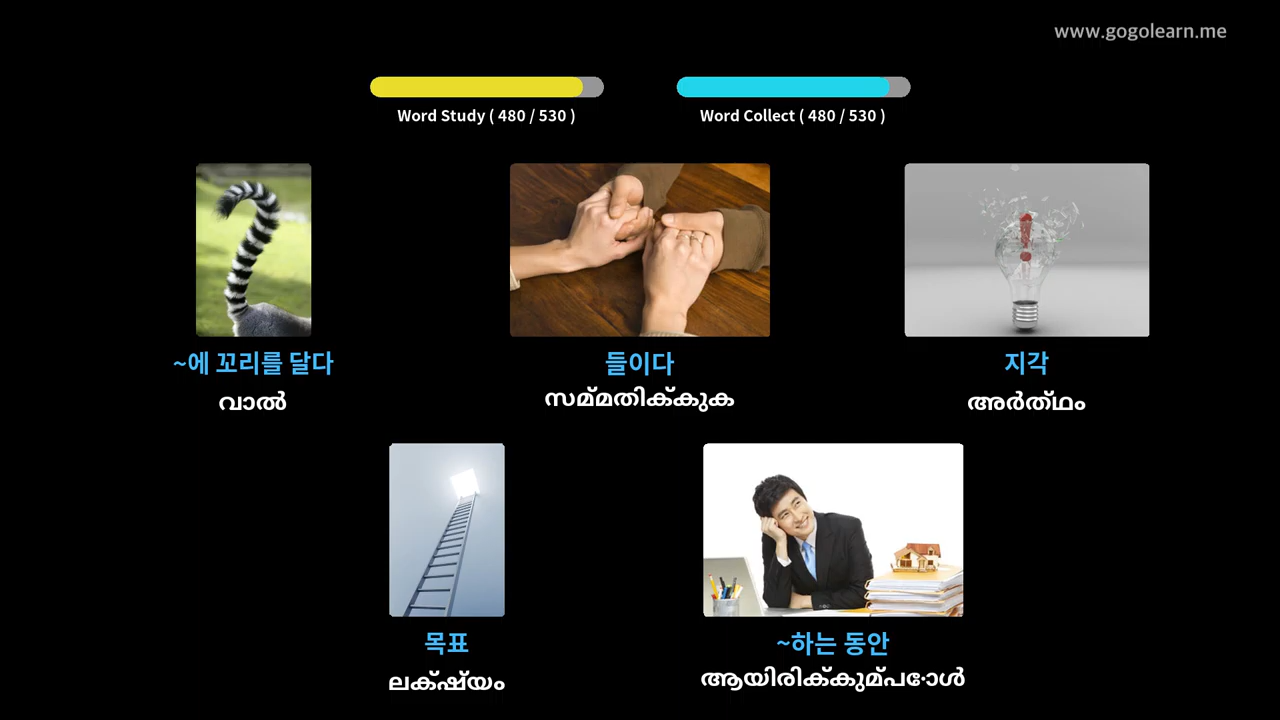 www.gogolearn.me
Word Study ( 480 / 530 )
Word Collect ( 480 / 530 )
~에 꼬리를 달다
വാൽ
들이다
സമ്മതിക്കുക
지각
അർത്ഥം
목표
ലക്ഷ്യം
~하는 동안
ആയിരിക്കുമ്പോൾ